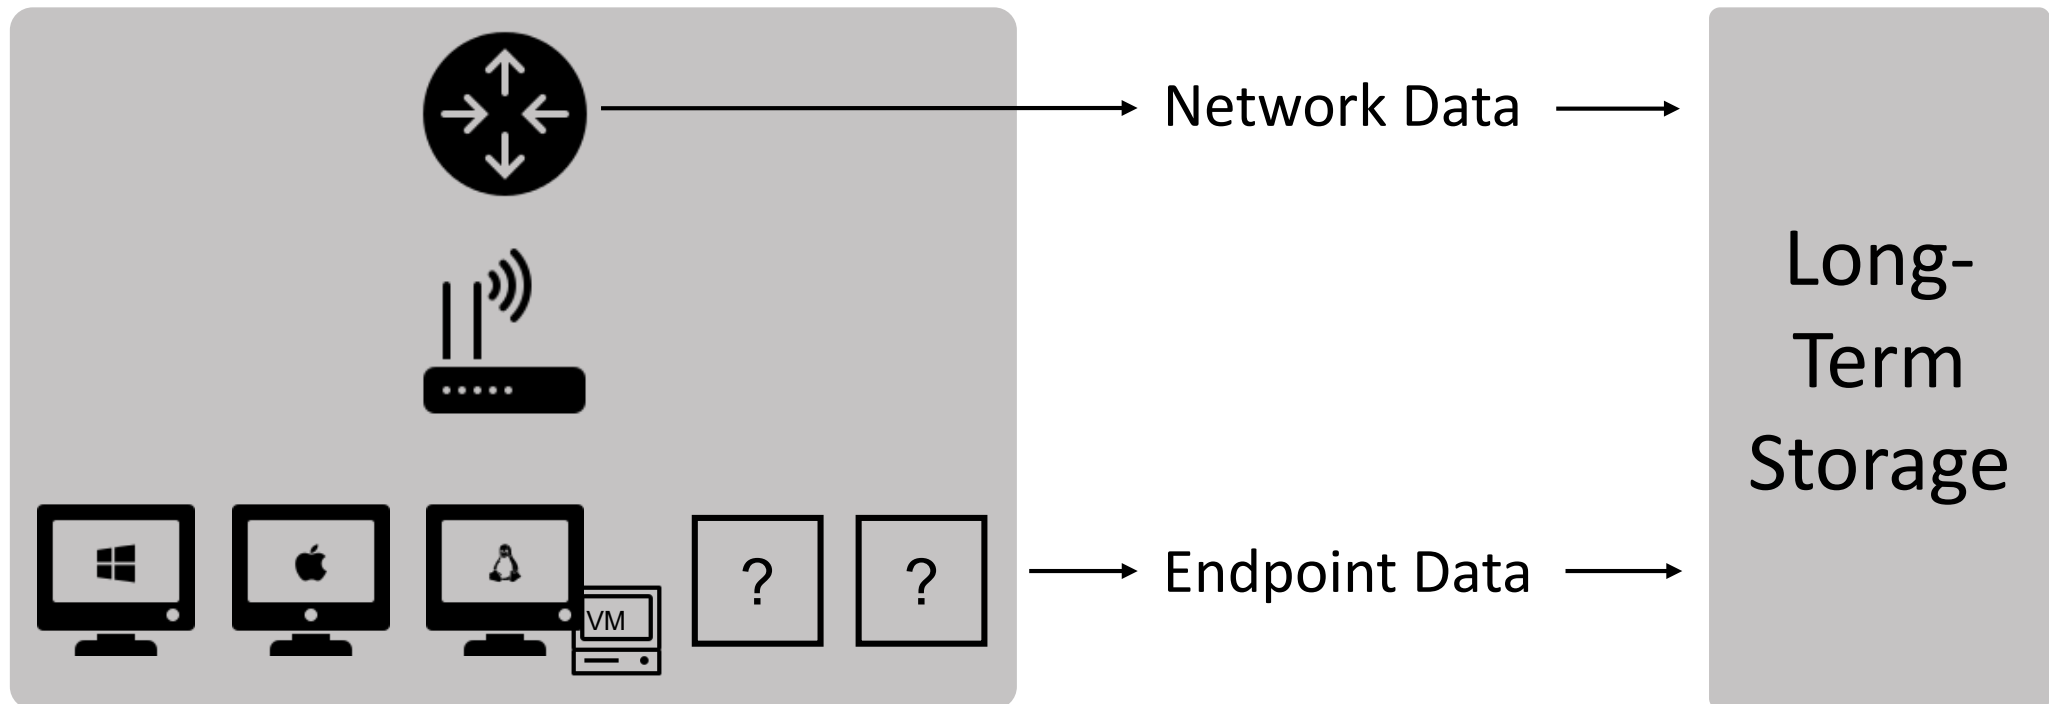 Network Data
Long-
Term
Storage
VM
?
?
Endpoint Data